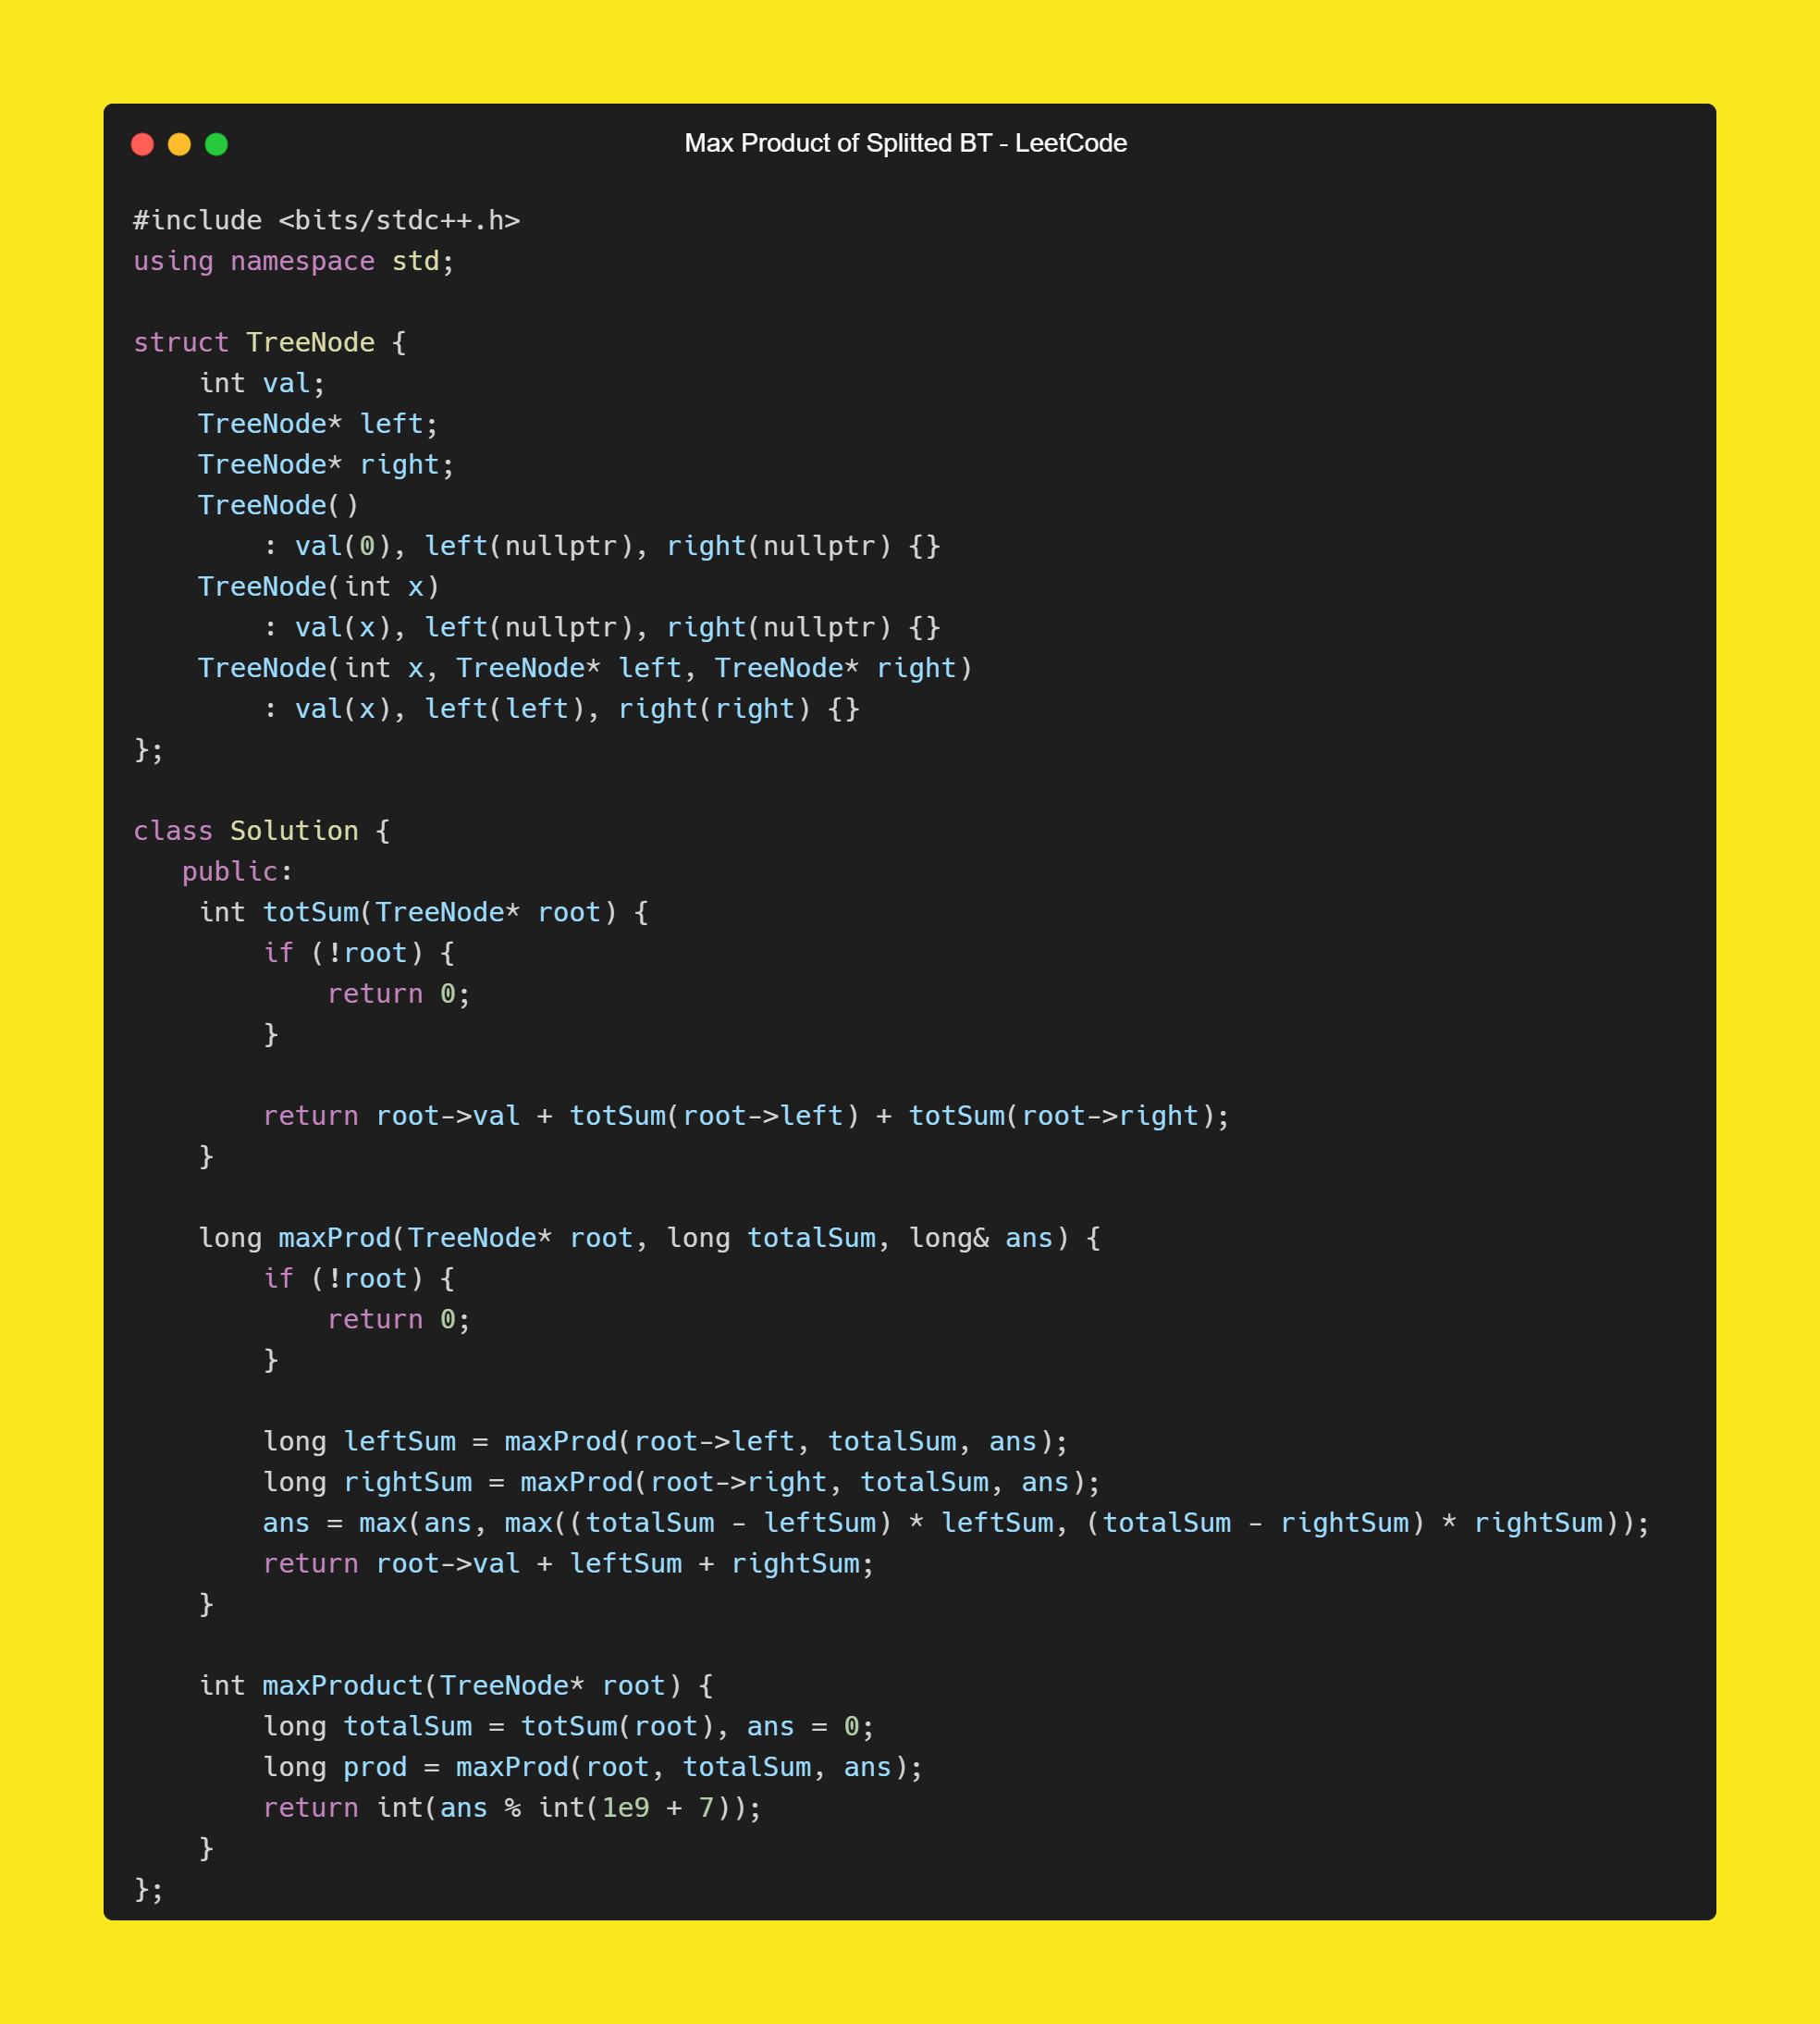 Max Product of Splitted BT - LeetCode
#include <bits/stdc++.h>
using namespace std;

struct TreeNode {
    int val;
    TreeNode* left;
    TreeNode* right;
    TreeNode()
        : val(0), left(nullptr), right(nullptr) {}
    TreeNode(int x)
        : val(x), left(nullptr), right(nullptr) {}
    TreeNode(int x, TreeNode* left, TreeNode* right)
        : val(x), left(left), right(right) {}
};

class Solution {
   public:
    int totSum(TreeNode* root) {
        if (!root) {
            return 0;
        }

        return root->val + totSum(root->left) + totSum(root->right);
    }

    long maxProd(TreeNode* root, long totalSum, long& ans) {
        if (!root) {
            return 0;
        }

        long leftSum = maxProd(root->left, totalSum, ans);
        long rightSum = maxProd(root->right, totalSum, ans);
        ans = max(ans, max((totalSum - leftSum) * leftSum, (totalSum - rightSum) * rightSum));
        return root->val + leftSum + rightSum;
    }

    int maxProduct(TreeNode* root) {
        long totalSum = totSum(root), ans = 0;
        long prod = maxProd(root, totalSum, ans);
        return int(ans % int(1e9 + 7));
    }
};